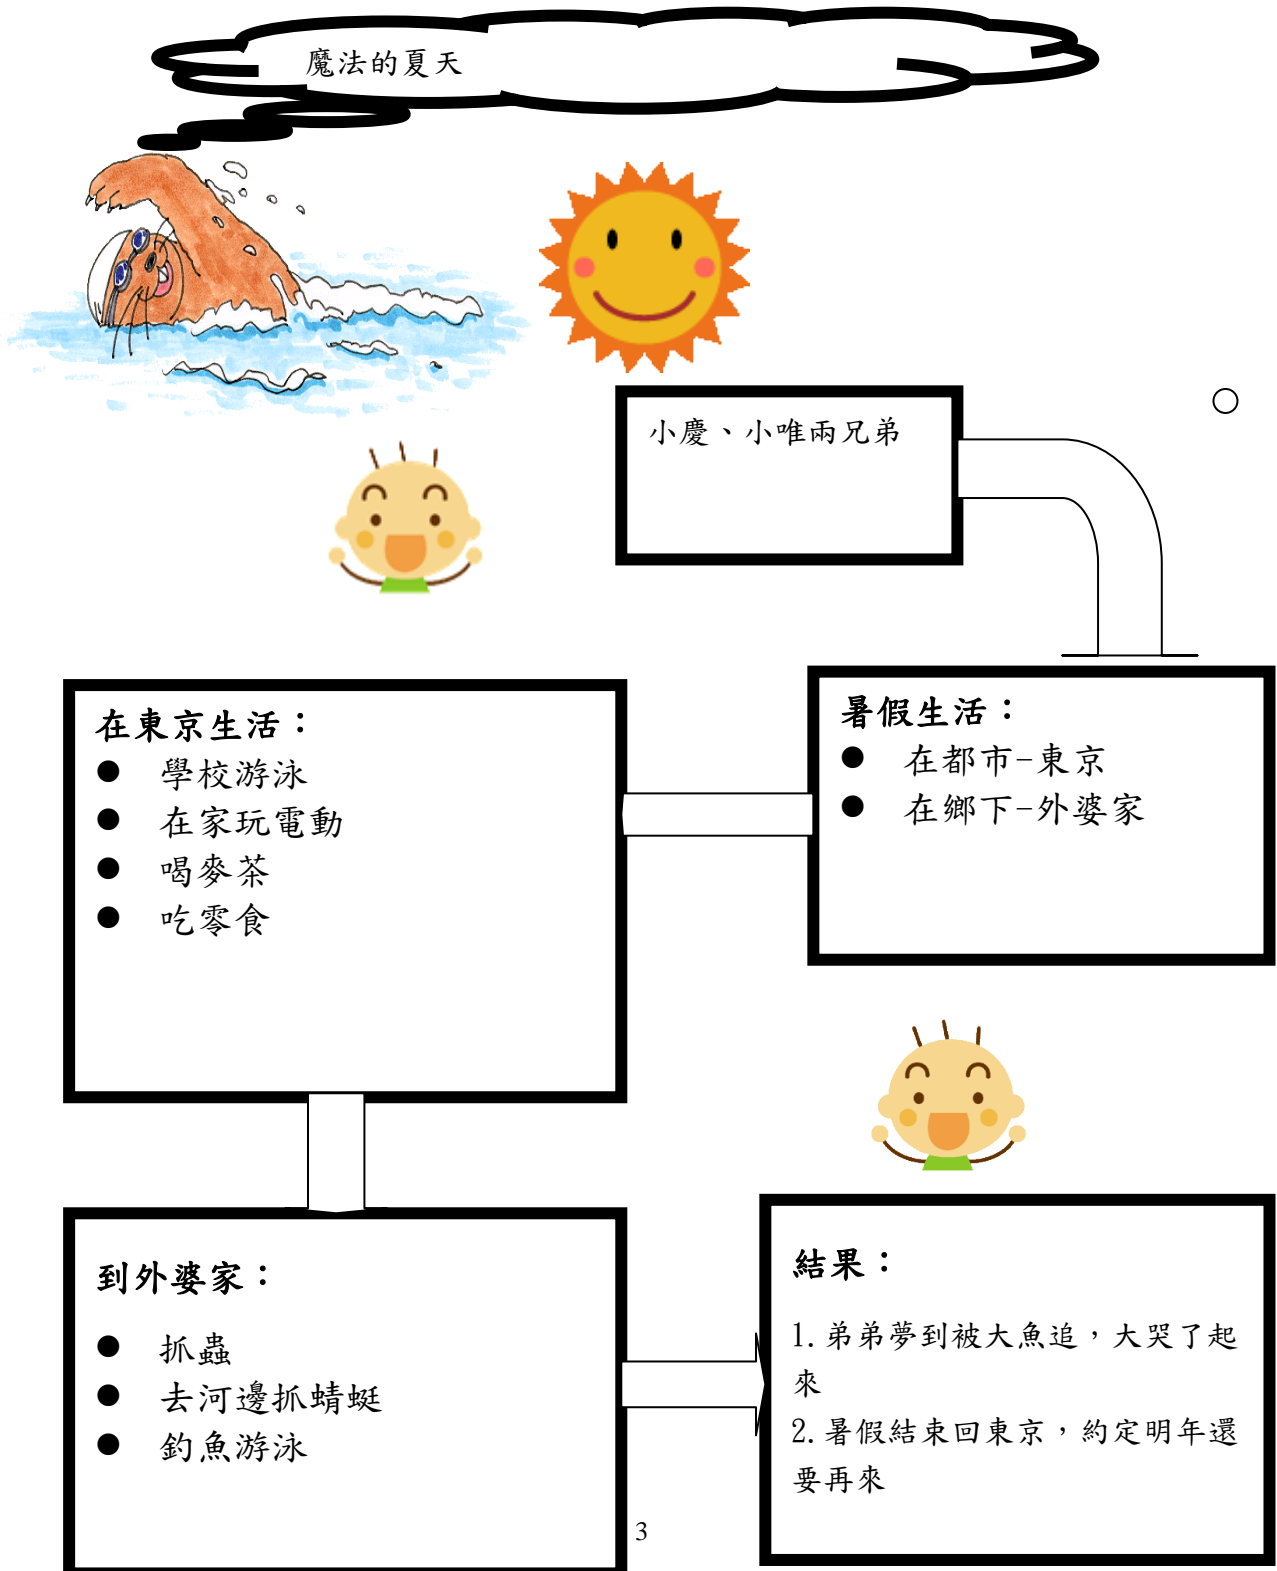 魔法的夏天
小慶、小唯兩兄弟
暑假生活：
● 在都市-東京
● 在鄉下-外婆家
在東京生活：
● 學校游泳
● 在家玩電動
● 喝麥茶
● 吃零食
到外婆家：
● 抓蟲
● 去河邊抓蜻蜓
● 釣魚游泳
結果：
1.弟弟夢到被大魚追，大哭了起
來
2.暑假結束回東京，約定明年還
要再來
3